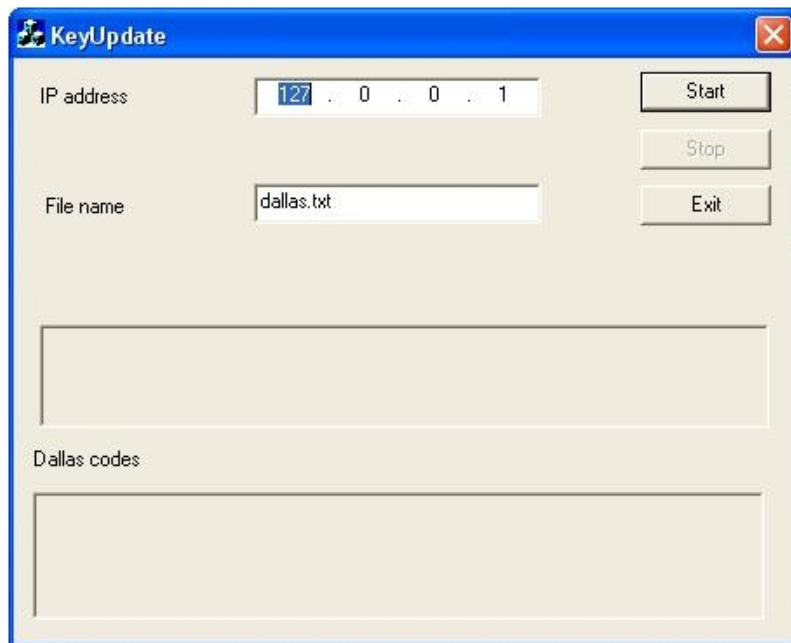 KeyUpdate
IP address
127 . 0 . 0 . 1
Start
Stop
File name
dallas.txt
Exit
Dallas codes